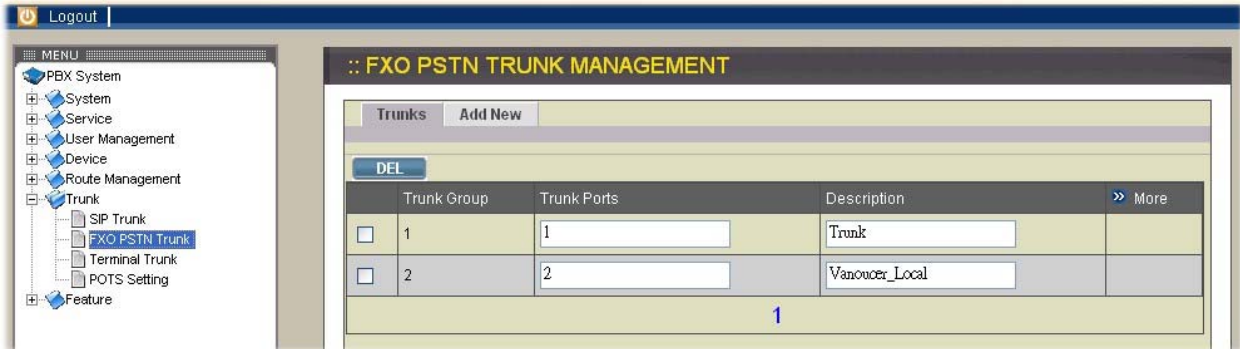 Logout
MENU
PBX System
System
Service
User Management
Device
Route Management
Trunk
SIP Trunk
FXO PSTN Trunk
Terminal Trunk
POTS Setting
Feature
:: FXO PSTN TRUNK MANAGEMENT
Trunks Add New
DEL
Trunk Group Trunk Ports Description » More
1 1 Trunk
2 2 Vanoucer_Local
1